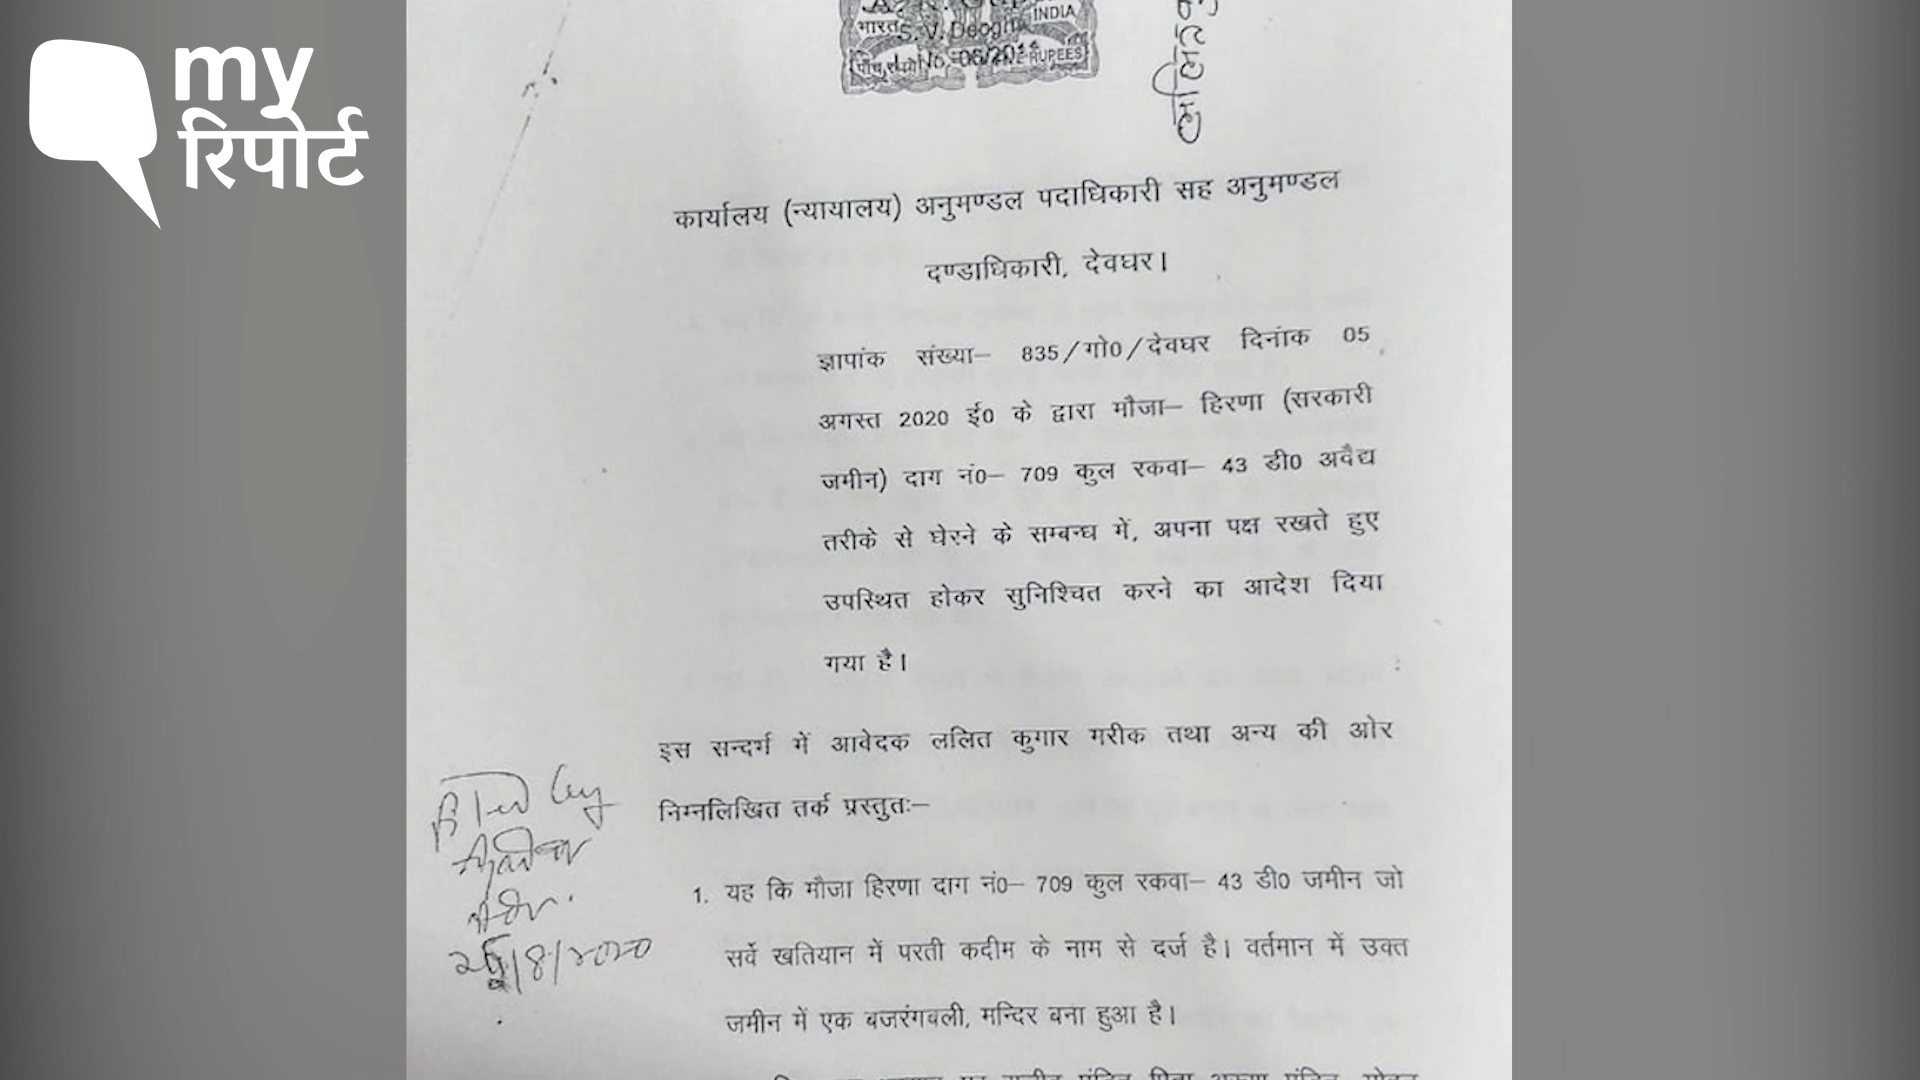 my
रिपोर्ट
भारत
INDIA
RUPEES
कार्यालय (न्यायालय) अनुमण्डल पदाधिकारी सह अनुमण्डल
दण्डाधिकारी, देवघर।
ज्ञापांक संख्या– 835/गो0/देवघर दिनांक 05
अगस्त 2020 ई0 के द्वारा मौजा– हिरणा (सरकारी
जमीन) दाग नं0– 709 कुल रकवा– 43 डी0 अवैद्य
तरीके से घेरने के सम्बन्ध में, अपना पक्ष रखते हुए
उपस्थित होकर सुनिश्चित करने का आदेश दिया
गया है।
इस सन्दर्ग में आवेदक ललित कुगार गरीक तथा अन्य की ओर
निम्नलिखित तर्क प्रस्तुतः–
1. यह कि मौजा हिरणा दाग नं0– 709 कुल रकवा– 43 डी0 जमीन जो
सर्वे खतियान में परती कदीम के नाम से दर्ज है। वर्तमान में उक्त
जमीन में एक बजरंगबली, मन्दिर बना हुआ है।